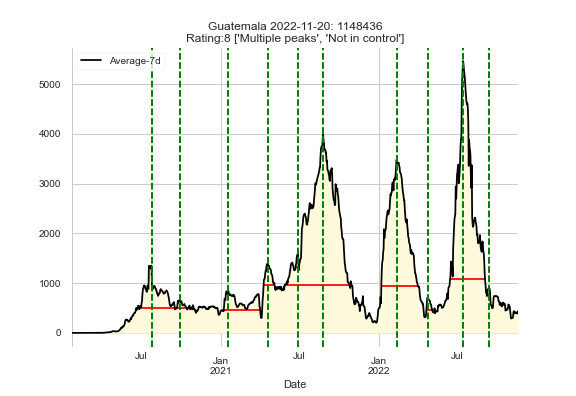 Guatemala 2022-11-20: 1148436
Rating:8 ['Multiple peaks', 'Not in control']
Average-7d
5000
4000
3000
2000
1000
0
Jul
Jan
2021
Jul
Jan
2022
Jul
Date